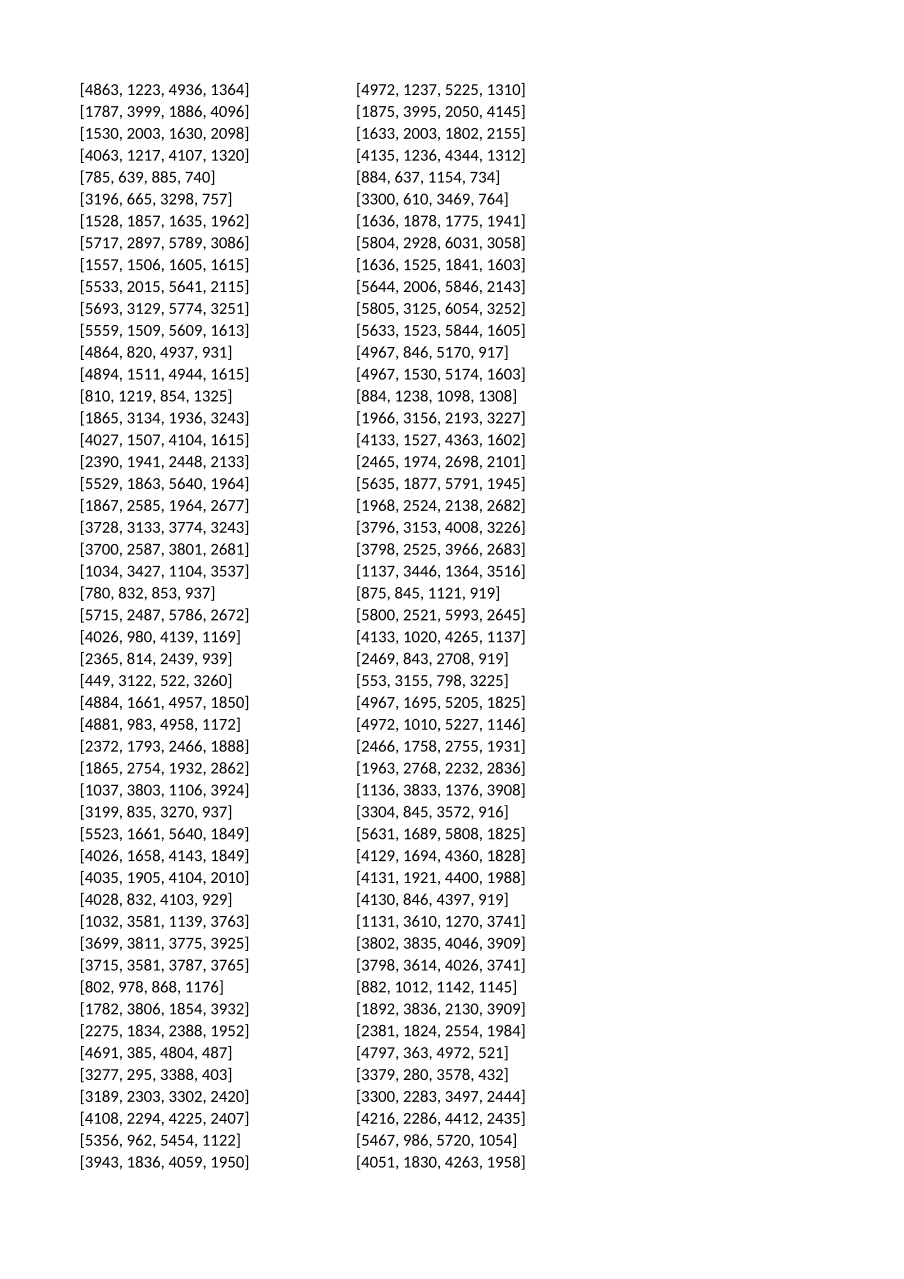 [4863, 1223, 4936, 1364] [4972, 1237, 5225, 1310]
[1787, 3999, 1886, 4096] [1875, 3995, 2050, 4145]
[1530, 2003, 1630, 2098] [1633, 2003, 1802, 2155]
[4063, 1217, 4107, 1320] [4135, 1236, 4344, 1312]
[785, 639, 885, 740] [884, 637, 1154, 734]
[3196, 665, 3298, 757] [3300, 610, 3469, 764]
[1528, 1857, 1635, 1962] [1636, 1878, 1775, 1941]
[5717, 2897, 5789, 3086] [5804, 2928, 6031, 3058]
[1557, 1506, 1605, 1615] [1636, 1525, 1841, 1603]
[5533, 2015, 5641, 2115] [5644, 2006, 5846, 2143]
[5693, 3129, 5774, 3251] [5805, 3125, 6054, 3252]
[5559, 1509, 5609, 1613] [5633, 1523, 5844, 1605]
[4864, 820, 4937, 931] [4967, 846, 5170, 917]
[4894, 1511, 4944, 1615] [4967, 1530, 5174, 1603]
[810, 1219, 854, 1325] [884, 1238, 1098, 1308]
[1865, 3134, 1936, 3243] [1966, 3156, 2193, 3227]
[4027, 1507, 4104, 1615] [4133, 1527, 4363, 1602]
[2390, 1941, 2448, 2133] [2465, 1974, 2698, 2101]
[5529, 1863, 5640, 1964] [5635, 1877, 5791, 1945]
[1867, 2585, 1964, 2677] [1968, 2524, 2138, 2682]
[3728, 3133, 3774, 3243] [3796, 3153, 4008, 3226]
[3700, 2587, 3801, 2681] [3798, 2525, 3966, 2683]
[1034, 3427, 1104, 3537] [1137, 3446, 1364, 3516]
[780, 832, 853, 937] [875, 845, 1121, 919]
[5715, 2487, 5786, 2672] [5800, 2521, 5993, 2645]
[4026, 980, 4139, 1169] [4133, 1020, 4265, 1137]
[2365, 814, 2439, 939] [2469, 843, 2708, 919]
[449, 3122, 522, 3260] [553, 3155, 798, 3225]
[4884, 1661, 4957, 1850] [4967, 1695, 5205, 1825]
[4881, 983, 4958, 1172] [4972, 1010, 5227, 1146]
[2372, 1793, 2466, 1888] [2466, 1758, 2755, 1931]
[1865, 2754, 1932, 2862] [1963, 2768, 2232, 2836]
[1037, 3803, 1106, 3924] [1136, 3833, 1376, 3908]
[3199, 835, 3270, 937] [3304, 845, 3572, 916]
[5523, 1661, 5640, 1849] [5631, 1689, 5808, 1825]
[4026, 1658, 4143, 1849] [4129, 1694, 4360, 1828]
[4035, 1905, 4104, 2010] [4131, 1921, 4400, 1988]
[4028, 832, 4103, 929] [4130, 846, 4397, 919]
[1032, 3581, 1139, 3763] [1131, 3610, 1270, 3741]
[3699, 3811, 3775, 3925] [3802, 3835, 4046, 3909]
[3715, 3581, 3787, 3765] [3798, 3614, 4026, 3741]
[802, 978, 868, 1176] [882, 1012, 1142, 1145]
[1782, 3806, 1854, 3932] [1892, 3836, 2130, 3909]
[2275, 1834, 2388, 1952] [2381, 1824, 2554, 1984]
[4691, 385, 4804, 487] [4797, 363, 4972, 521]
[3277, 295, 3388, 403] [3379, 280, 3578, 432]
[3189, 2303, 3302, 2420] [3300, 2283, 3497, 2444]
[4108, 2294, 4225, 2407] [4216, 2286, 4412, 2435]
[5356, 962, 5454, 1122] [5467, 986, 5720, 1054]
[3943, 1836, 4059, 1950] [4051, 1830, 4263, 1958]